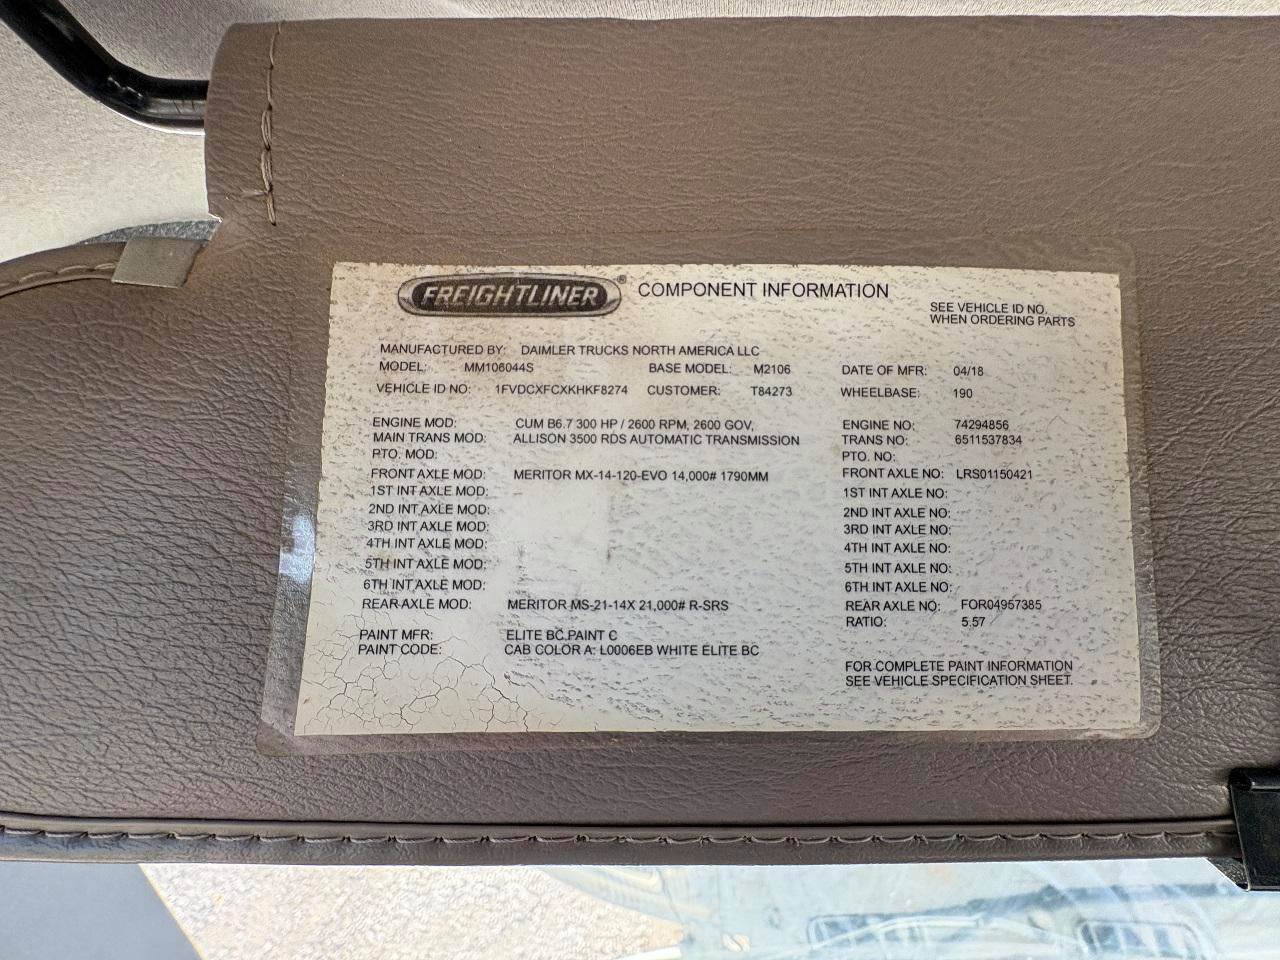 FREIGHTLINER® COMPONENT INFORMATION
SEE VEHICLE ID NO.
WHEN ORDERING PARTS
MANUFACTURED BY: DAIMLER TRUCKS NORTH AMERICA LLC
MODEL: MM106044S BASE MODEL: M2106 DATE OF MFR: 04/18
VEHICLE ID NO: 1FVDCXFCXKHKF8274 CUSTOMER: T84273 WHEELBASE: 190
ENGINE MOD: CUM B6.7 300 HP / 2600 RPM, 2600 GOV, ENGINE NO: 74294856
MAIN TRANS MOD: ALLISON 3500 RDS AUTOMATIC TRANSMISSION TRANS NO: 6511537834
PTO. MOD: PTO. NO:
FRONT AXLE MOD: MERITOR MX-14-120-EVO 14,000# 1790MM FRONT AXLE NO: LRS01150421
1ST INT AXLE MOD: 1ST INT AXLE NO:
2ND INT AXLE MOD: 2ND INT AXLE NO:
3RD INT AXLE MOD: 3RD INT AXLE NO:
4TH INT AXLE MOD: 4TH INT AXLE NO:
5TH INT AXLE MOD: 5TH INT AXLE NO:
6TH INT AXLE MOD: 6TH INT AXLE NO:
REAR AXLE MOD: MERITOR MS-21-14X 21,000# R-SRS REAR AXLE NO: FOR04957385
RATIO: 5.57
PAINT MFR: ELITE BC PAINT C
PAINT CODE: CAB COLOR A: L0006EB WHITE ELITE BC
FOR COMPLETE PAINT INFORMATION
SEE VEHICLE SPECIFICATION SHEET.